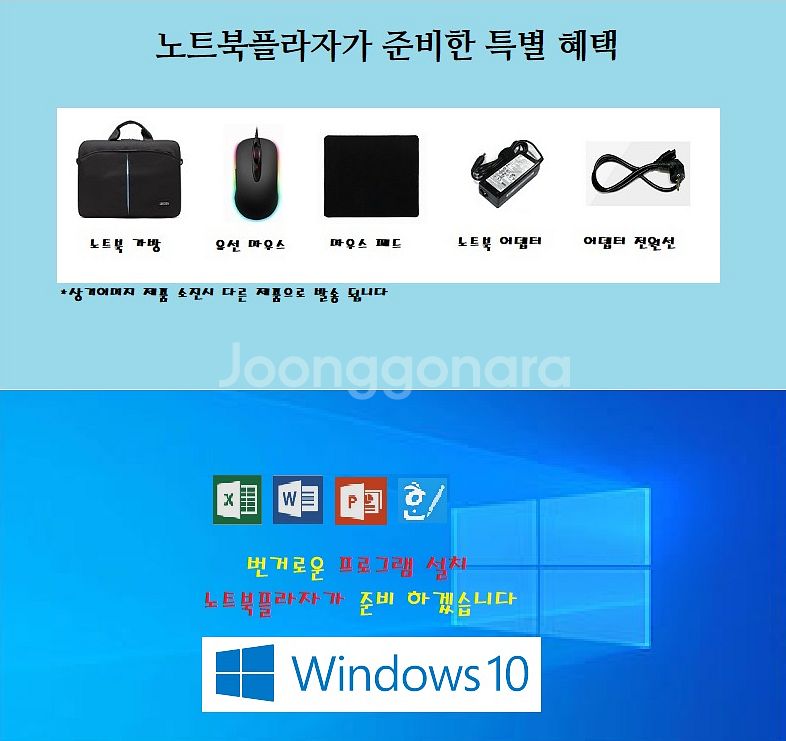 노트북플라자가 준비한 특별 혜택
노트북 가방
유선 마우스
마우스 패드
노트북 어댑터
어댑터 전원선
*상기이미지 제품 소진시 다른 제품으로 발송 됩니다
Joonggonara
번거로운 프로그램 설치
노트북플라자가 준비 하겠습니다
Windows 10